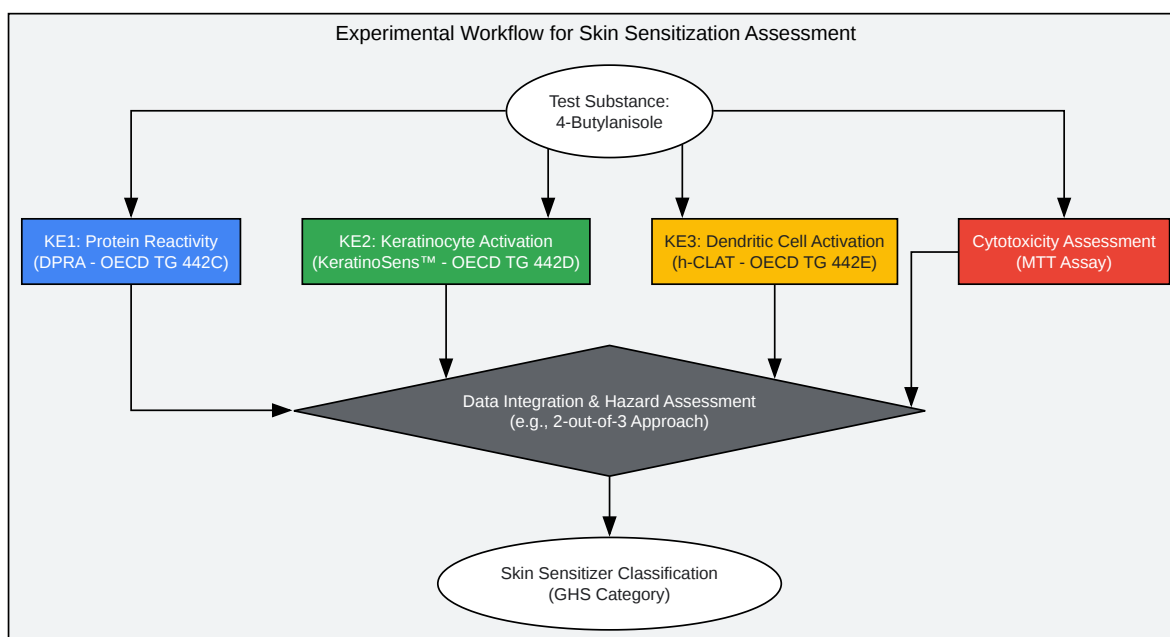 Experimental Workflow for Skin Sensitization Assessment
Test Substance:
4-Butylanisole
KE1: Protein Reactivity
(DPRA - OECD TG 442C)
KE2: Keratinocyte Activation
(KeratinoSens™ - OECD TG 442D)
KE3: Dendritic Cell Activation
(h-CLAT - OECD TG 442E)
Cytotoxicity Assessment
(MTT Assay)
Data Integration & Hazard Assessment
(e.g., 2-out-of-3 Approach)
Skin Sensitizer Classification
(GHS Category)